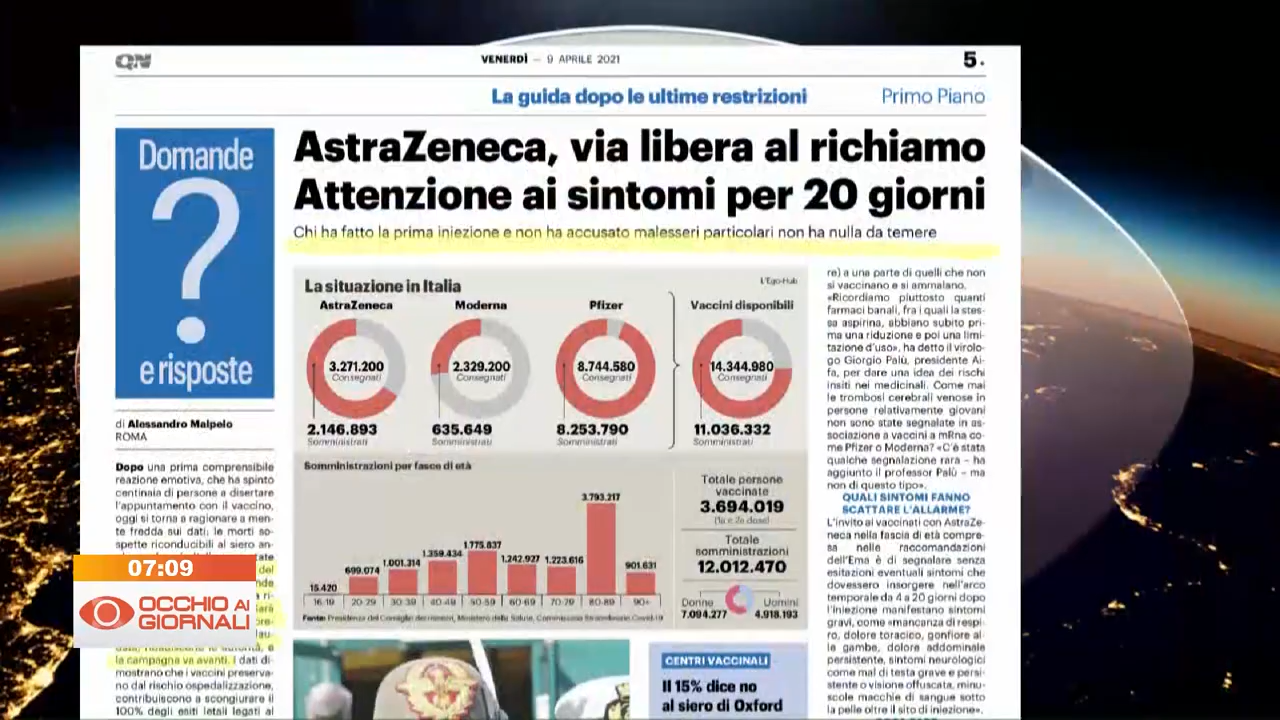 QN
VENERDÌ — 9 APRILE 2021
5.
La guida dopo le ultime restrizioni
Primo Piano
Domande
?
e risposte
AstraZeneca, via libera al richiamo
Attenzione ai sintomi per 20 giorni
Chi ha fatto la prima iniezione e non ha accusato malesseri particolari non ha nulla da temere
di Alessandro Malpelo
ROMA
Dopo una prima comprensibile
reazione emotiva, che ha spinto
centinaia di persone a disertare
l'appuntamento con il vaccino,
oggi si torna a ragionare a men-
te fredda sui dati: le morti so-
spette riconducibili al siero an-
la campagna va avanti. I dati di-
mostrano che i vaccini preserva-
no dal rischio ospedalizzazione,
contribuiscono a scongiurare il
100% degli esiti letali legati al
La situazione in Italia
L'Ego-Hub
AstraZeneca
Moderna
Pfizer
Vaccini disponibili
3.271.200
Consegnati
2.329.200
Consegnati
8.744.580
Consegnati
14.344.980
Consegnati
2.146.893
Somministrati
635.649
Somministrati
8.253.790
Somministrati
11.036.332
Somministrati
Somministrazioni per fasce di età
15.420
699.074
1.001.314
1.359.434
1.775.837
1.242.927
1.223.616
3.793.217
901.631
16-19
20-29
30-39
40-49
50-59
60-69
70-79
80-89
90+
Fonte: Presidenza del Consiglio dei ministri, Ministero della Salute, Commissario Straordinario Covid-19
Totale persone
vaccinate
3.694.019
(1a e 2a dose)
Totale
somministrazioni
12.012.470
Donne
7.094.277
Uomini
4.918.193
re) a una parte di quelli che non
si vaccinano e si ammalano.
«Ricordiamo piuttosto quanti
farmaci banali, fra i quali la stes-
sa aspirina, abbiano subito pri-
ma una riduzione e poi una limi-
tazione d'uso», ha detto il virolo-
go Giorgio Palù, presidente Ai-
fa, per dare una idea dei rischi
insiti nei medicinali. Come mai
le trombosi cerebrali venose in
persone relativamente giovani
non sono state segnalate in as-
sociazione a vaccini a mRna co-
me Pfizer o Moderna? «C'è stata
qualche segnalazione rara – ha
aggiunto il professor Palù – ma
non di questo tipo».
QUALI SINTOMI FANNO
SCATTARE L'ALLARME?
L'invito ai vaccinati con AstraZe-
neca nella fascia di età compre-
sa nelle raccomandazioni
dell'Ema è di segnalare senza
esitazioni eventuali sintomi che
dovessero insorgere nell'arco
temporale da 4 a 20 giorni dopo
l'iniezione manifestano sintomi
gravi, come «mancanza di respi-
ro, dolore toracico, gonfiore al-
le gambe, dolore addominale
persistente, sintomi neurologici
come mal di testa grave e persi-
stente o visione offuscata, minu-
scole macchie di sangue sotto
la pelle oltre il sito di iniezione».
CENTRI VACCINALI
Il 15% dice no
al siero di Oxford
07:09
OCCHIO AI
GIORNALI